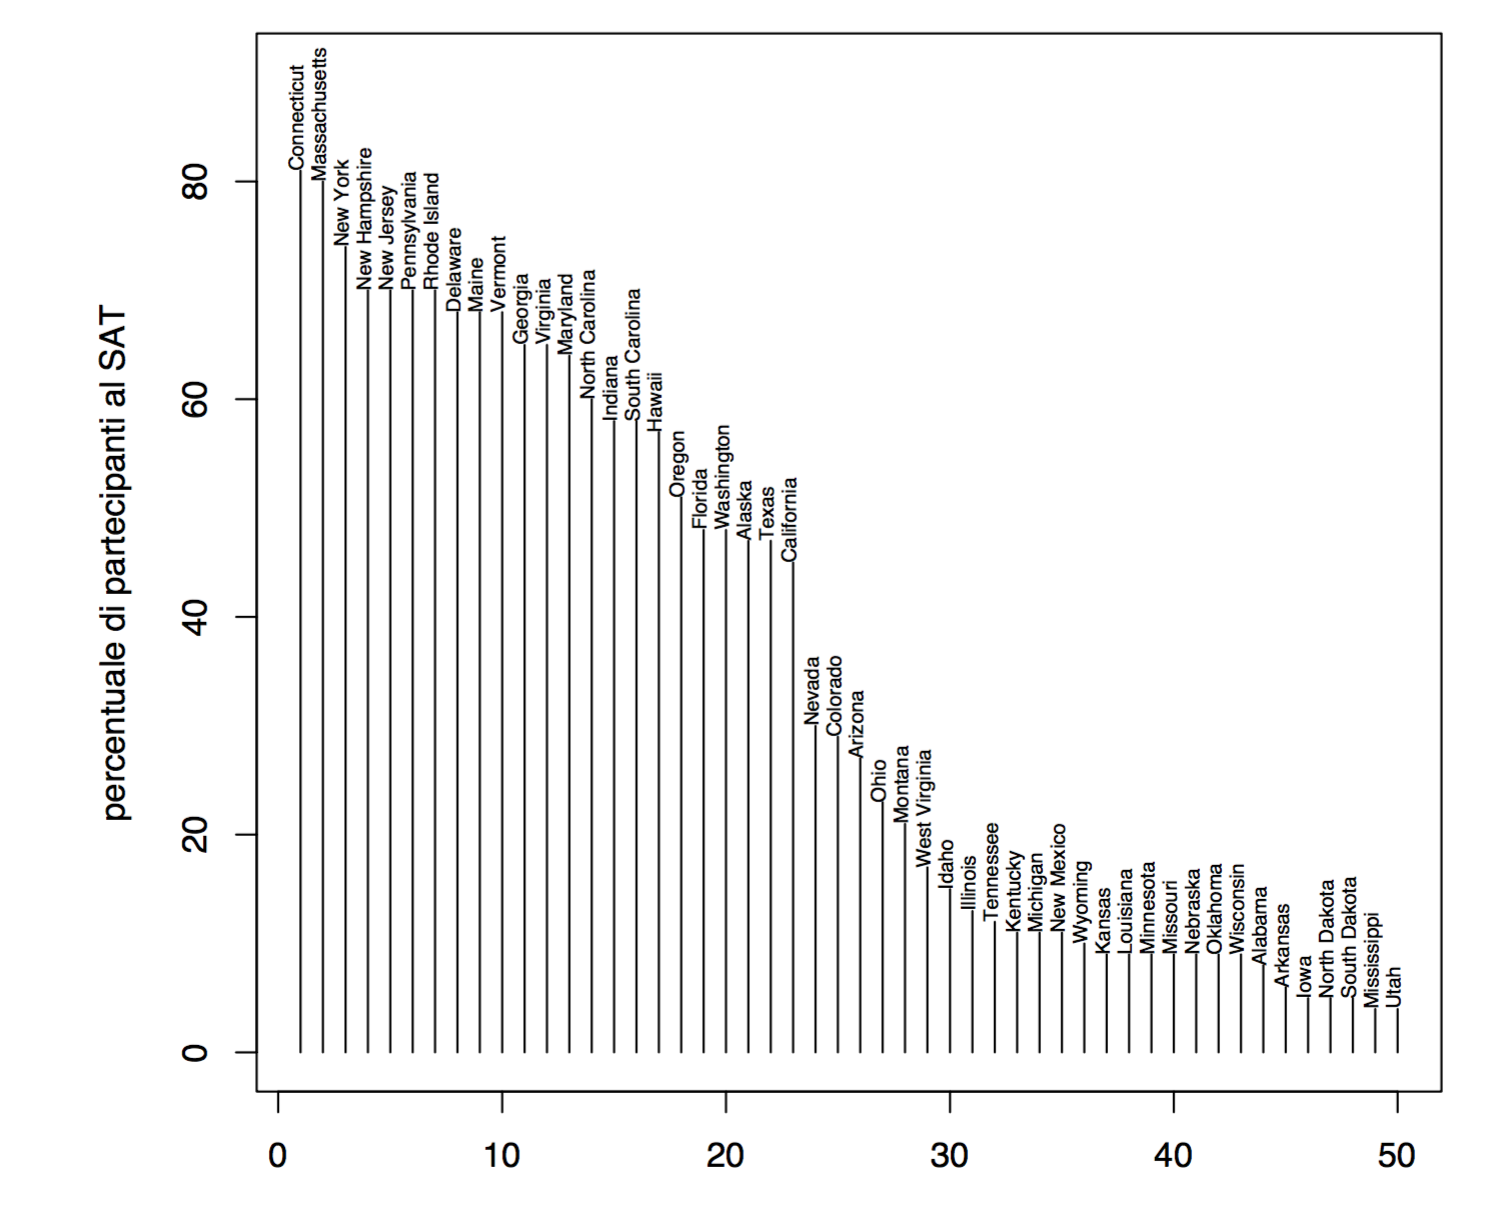 percentuale di partecipanti al SAT
80
60
40
20
0
Connecticut
Massachusetts
New York
New Hampshire
New Jersey
Pennsylvania
Rhode Island
Delaware
Maine
Vermont
Georgia
Virginia
Maryland
North Carolina
Indiana
South Carolina
Hawaii
Oregon
Florida
Washington
Alaska
Texas
California
Nevada
Colorado
Arizona
Ohio
Montana
West Virginia
Idaho
Illinois
Tennessee
Kentucky
Michigan
New Mexico
Wyoming
Kansas
Louisiana
Minnesota
Missouri
Nebraska
Oklahoma
Wisconsin
Alabama
Arkansas
Iowa
North Dakota
South Dakota
Mississippi
Utah
0 10 20 30 40 50